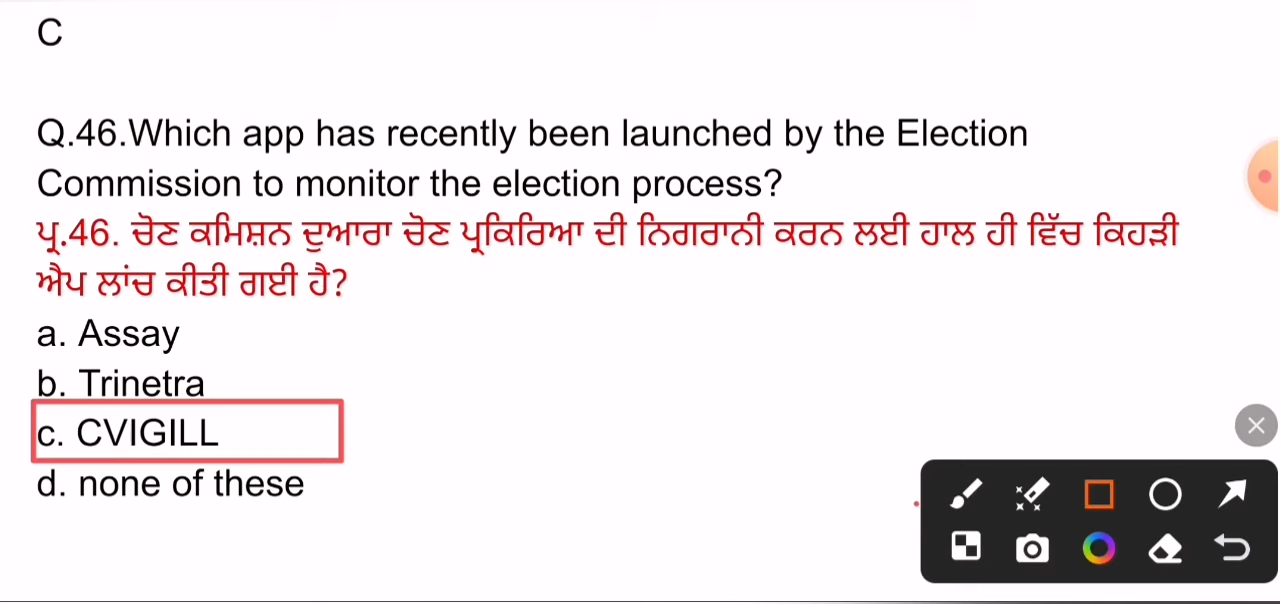 C
Q.46.Which app has recently been launched by the Election
Commission to monitor the election process?
ਪ੍ਰ.46. ਚੋਣ ਕਮਿਸ਼ਨ ਦੁਆਰਾ ਚੋਣ ਪ੍ਰਕਿਰਿਆ ਦੀ ਨਿਗਰਾਨੀ ਕਰਨ ਲਈ ਹਾਲ ਹੀ ਵਿੱਚ ਕਿਹੜੀ
ਐਪ ਲਾਂਚ ਕੀਤੀ ਗਈ ਹੈ?
a. Assay
b. Trinetra
c. CVIGILL
d. none of these